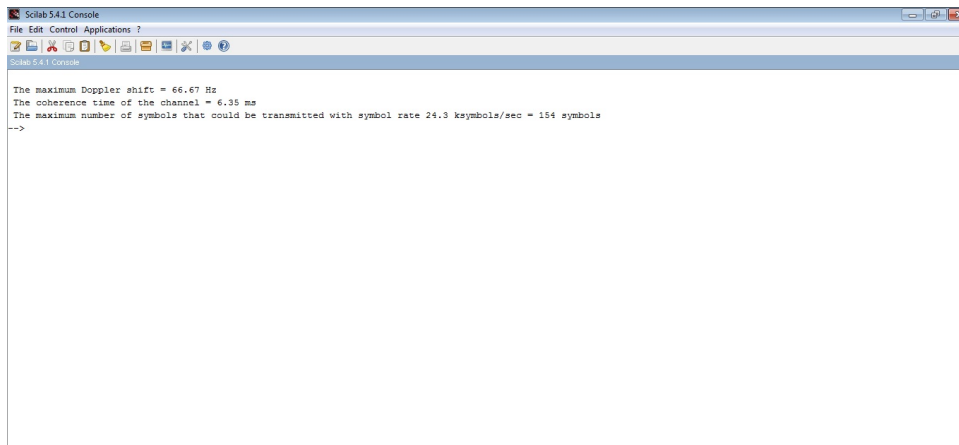 Scilab 5.4.1 Console
File Edit Control Applications ?
Scilab 5.4.1 Console
The maximum Doppler shift = 66.67 Hz
The coherence time of the channel = 6.35 ms
The maximum number of symbols that could be transmitted with symbol rate 24.3 ksymbols/sec = 154 symbols
-->